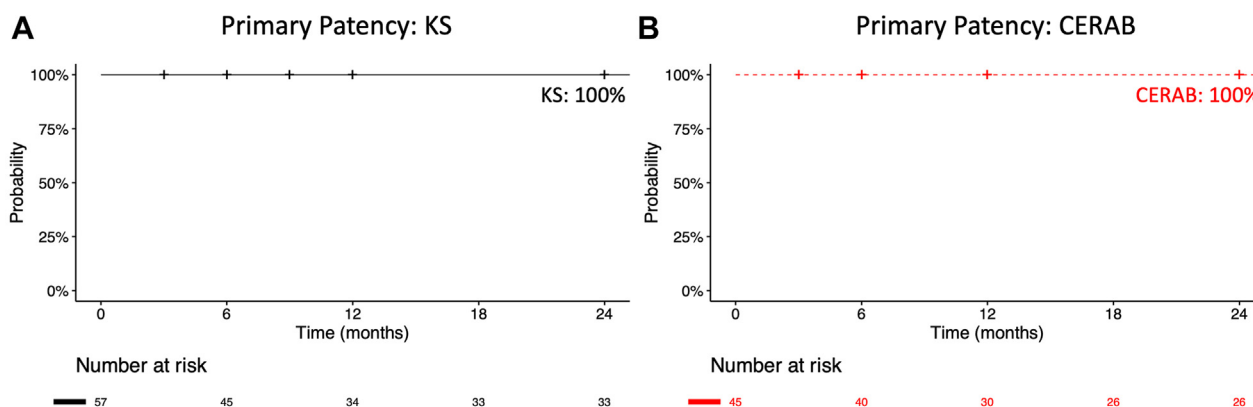 A Primary Patency: KS
100%
KS: 100%
75%
50%
25%
0%
Probability
0 6 12 18 24
Time (months)
Number at risk
57 45 34 33 33
B Primary Patency: CERAB
100%
CERAB: 100%
75%
50%
25%
0%
Probability
0 6 12 18 24
Time (months)
Number at risk
45 40 30 26 26